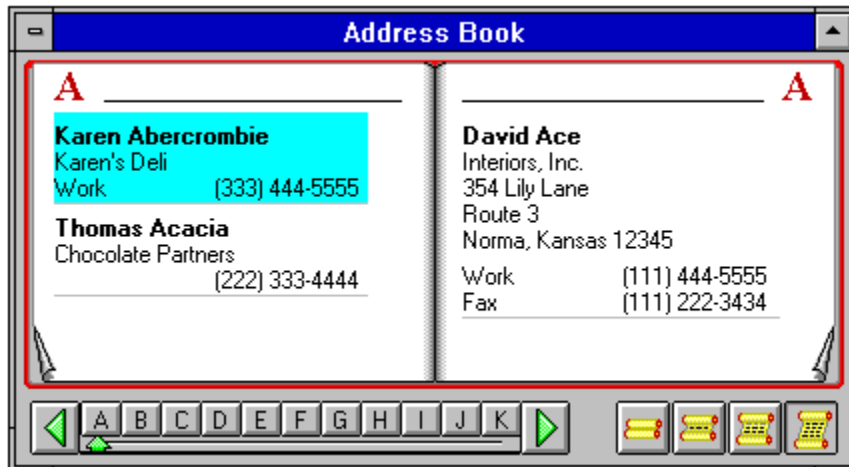 Address Book
A
Karen Abercrombie
Karen's Deli
Work (333) 444-5555
Thomas Acacia
Chocolate Partners
(222) 333-4444
A
David Ace
Interiors, Inc.
354 Lily Lane
Route 3
Norma, Kansas 12345
Work (111) 444-5555
Fax (111) 222-3434
A B C D E F G H I J K